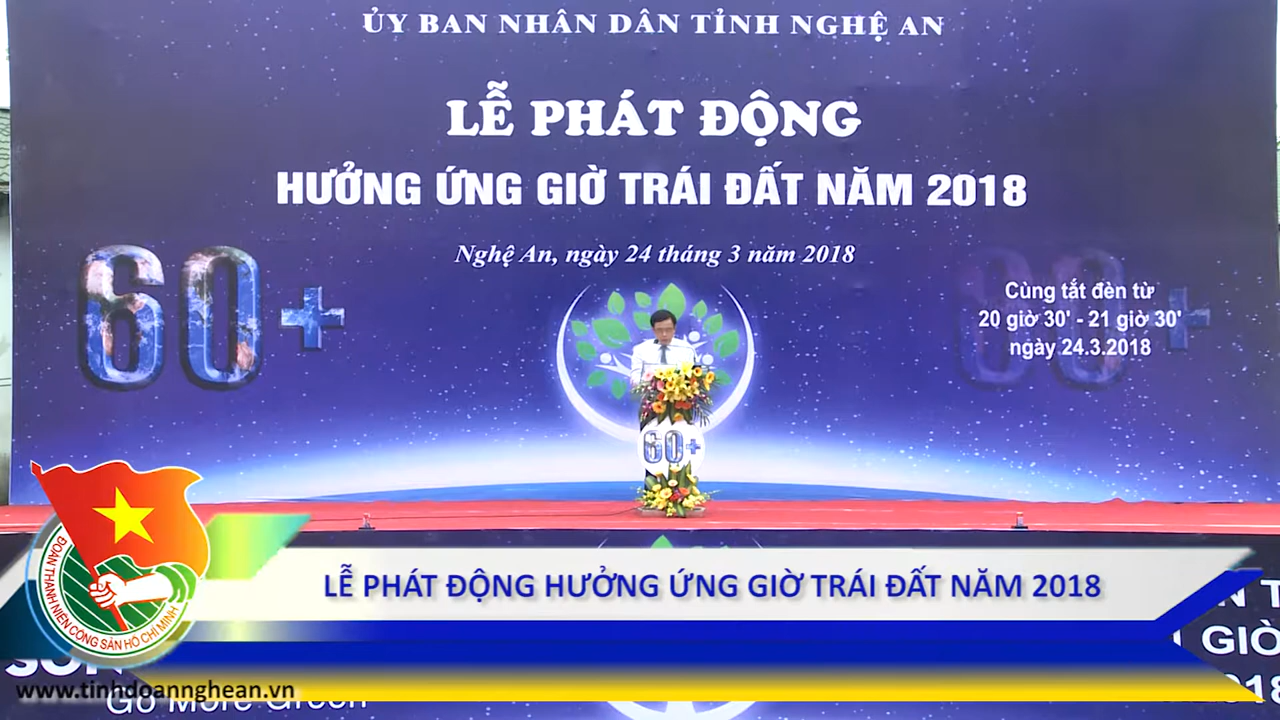 ỦY BAN NHÂN DÂN TỈNH NGHỆ AN
LỄ PHÁT ĐỘNG
HƯỞNG ỨNG GIỜ TRÁI ĐẤT NĂM 2018
Nghệ An, ngày 24 tháng 3 năm 2018
60+
Cùng tắt đèn từ
20 giờ 30' - 21 giờ 30'
ngày 24.3.2018
60+
60+
LỄ PHÁT ĐỘNG HƯỞNG ỨNG GIỜ TRÁI ĐẤT NĂM 2018
ĐOÀN THANH NIÊN CỘNG SẢN HỒ CHÍ MINH
GIỜ
www.tinhdoannghean.vn
Go More Green